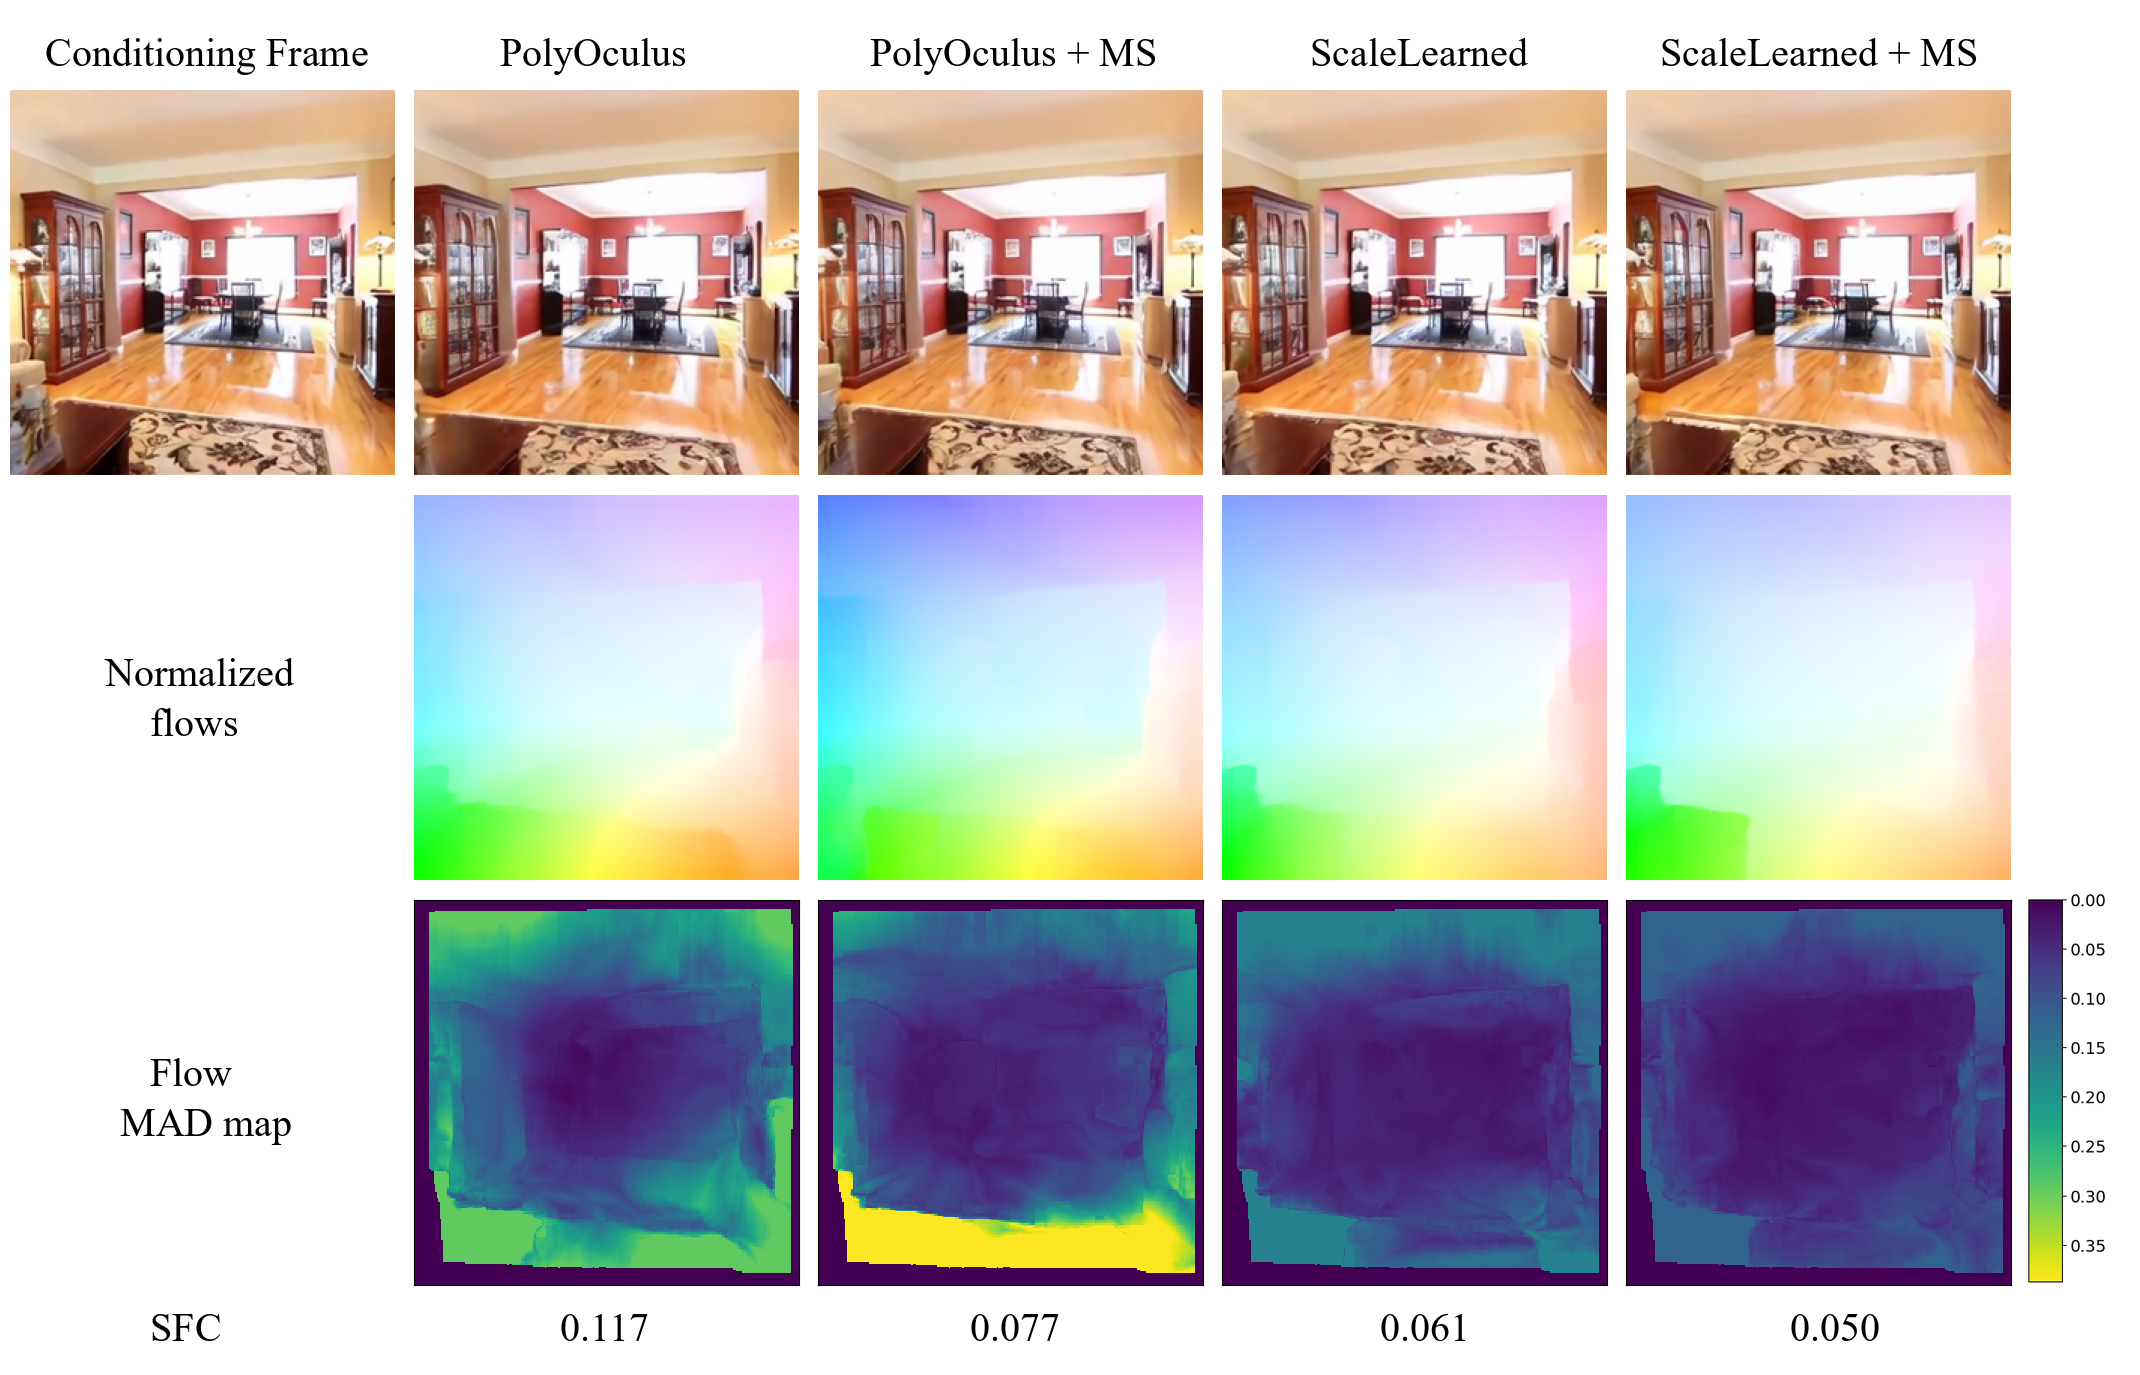 Conditioning Frame PolyOculus PolyOculus + MS ScaleLearned ScaleLearned + MS
Normalized
flows
Flow
MAD map
0.00
0.05
0.10
0.15
0.20
0.25
0.30
0.35
SFC 0.117 0.077 0.061 0.050